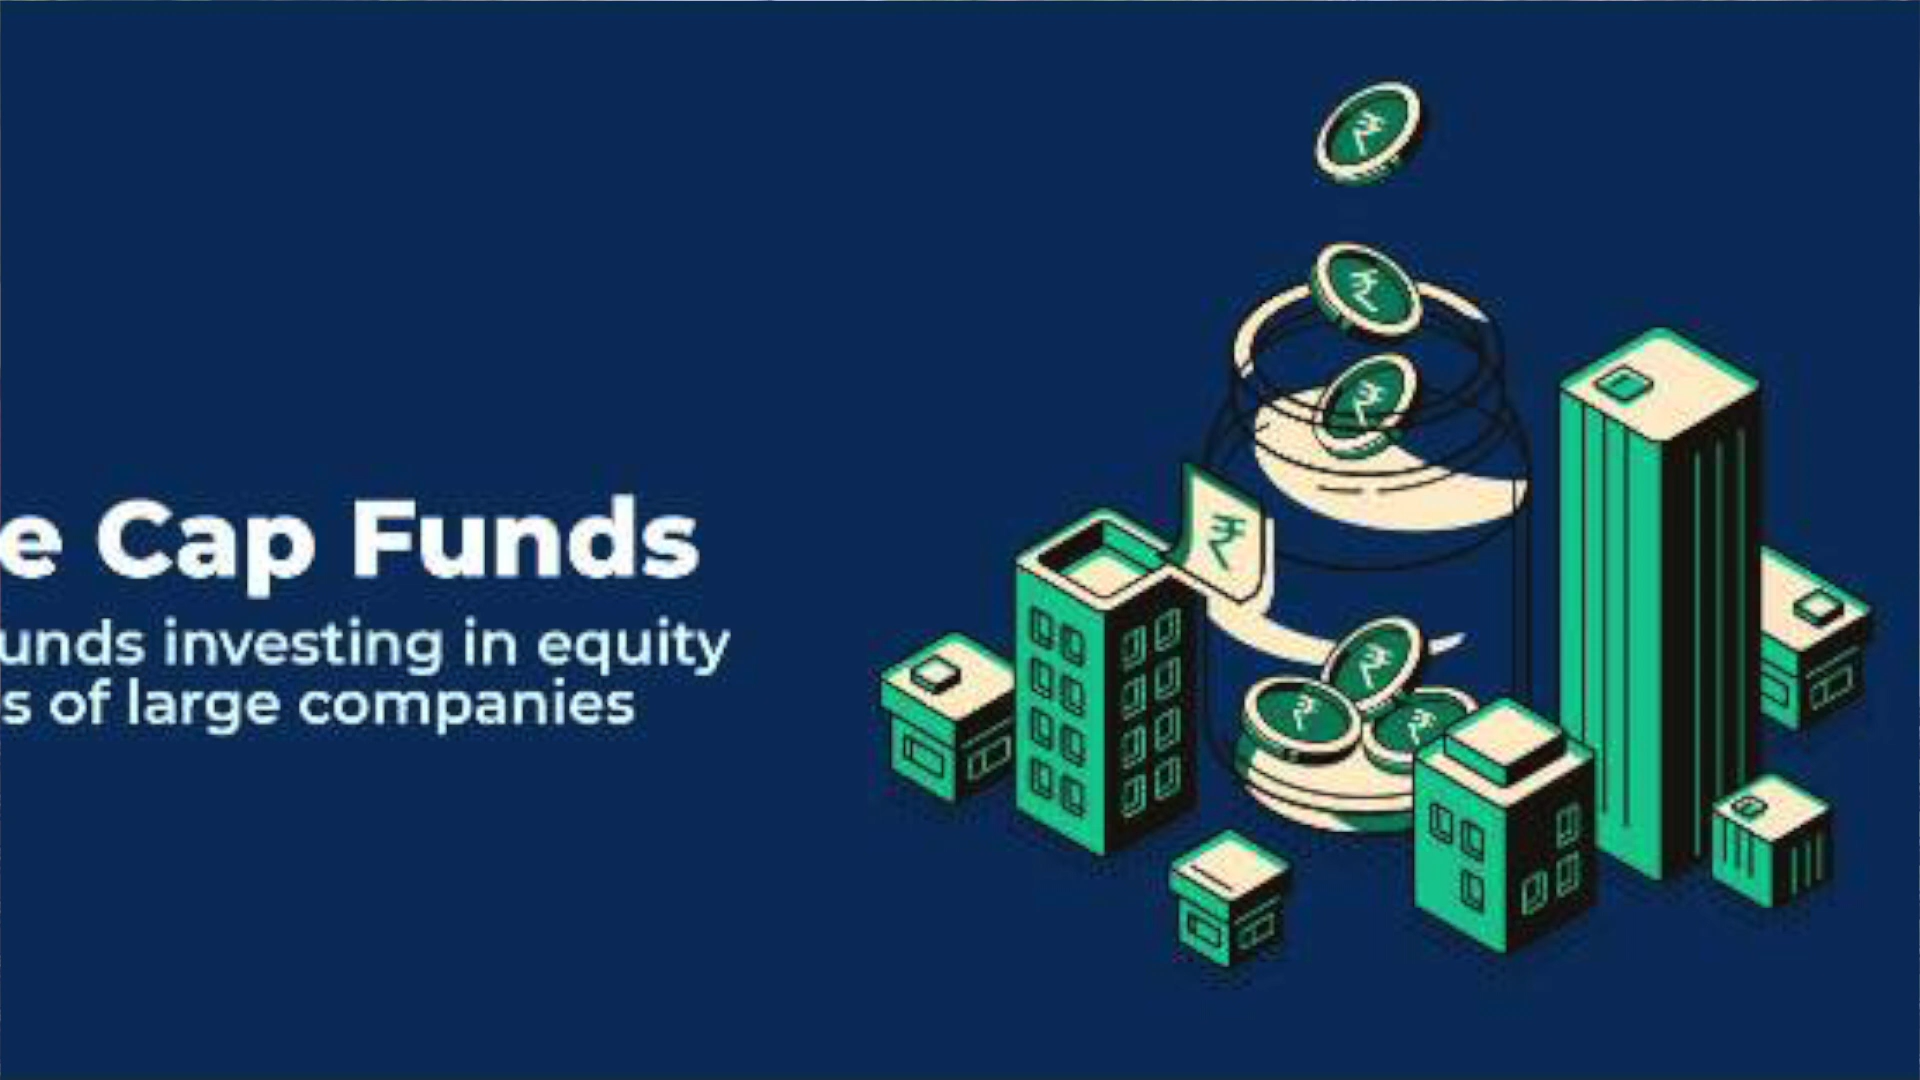 e Cap Funds
unds investing in equity
s of large companies
₹
₹
₹
₹
₹
₹
₹